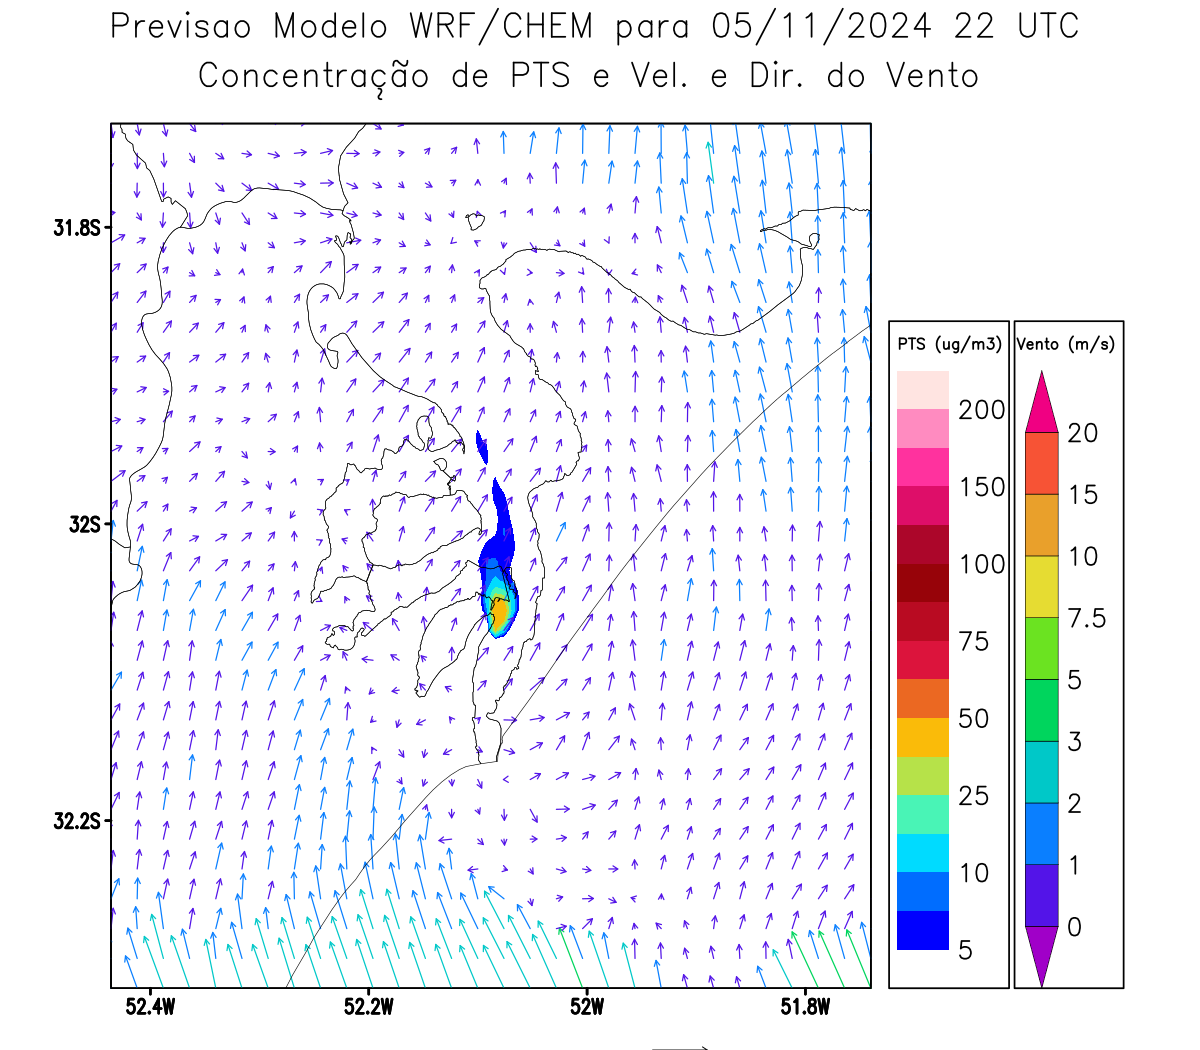 Previsao Modelo WRF/CHEM para 05/11/2024 22 UTC
Concentração de PTS e Vel. e Dir. do Vento
31.8S
32S
32.2S
52.4W
52.2W
52W
51.8W
PTS (ug/m3)
200
150
100
75
50
25
10
5
Vento (m/s)
20
15
10
7.5
5
3
2
1
0